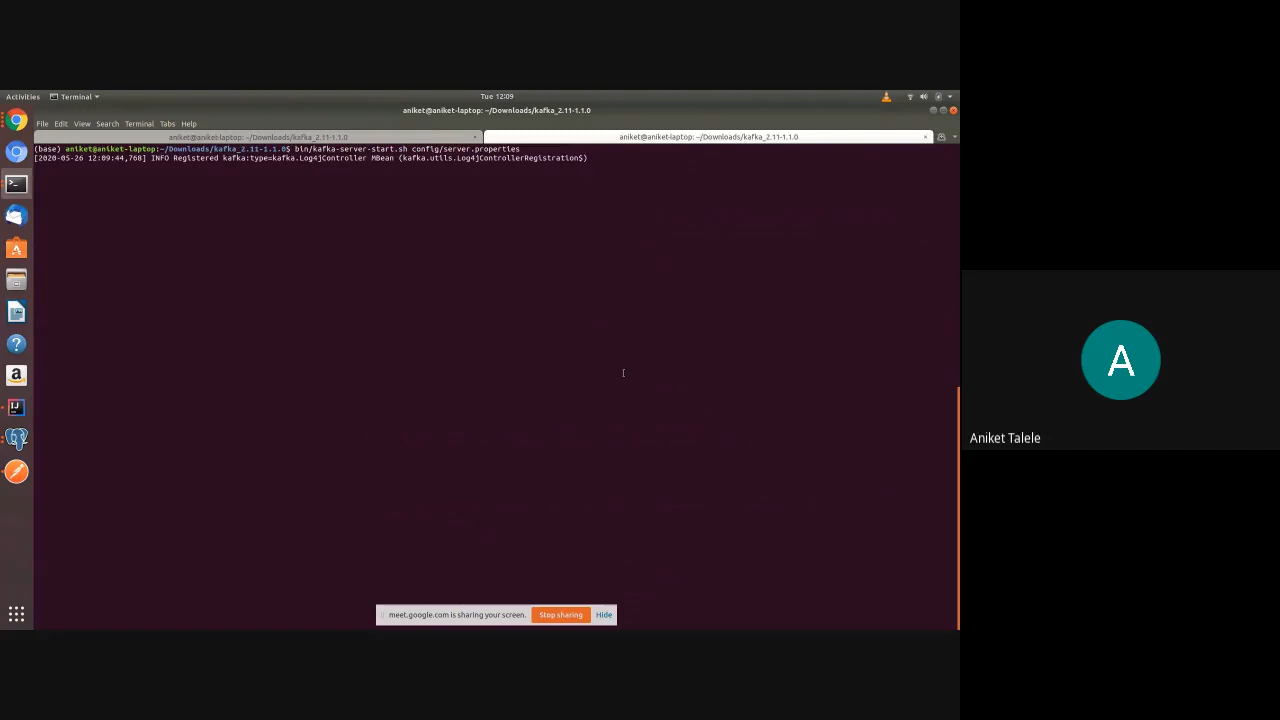 Activities
Terminal
Tue 12:09
aniket@aniket-laptop: ~/Downloads/kafka_2.11-1.1.0
File Edit View Search Terminal Tabs Help
aniket@aniket-laptop: ~/Downloads/kafka_2.11-1.1.0
aniket@aniket-laptop: ~/Downloads/kafka_2.11-1.1.0
(base) aniket@aniket-laptop:~/Downloads/kafka_2.11-1.1.0$ bin/kafka-server-start.sh config/server.properties
[2020-05-26 12:09:44,768] INFO Registered kafka:type=kafka.Log4jController MBean (kafka.utils.Log4jControllerRegistration$)
A
Aniket Talele
meet.google.com is sharing your screen.
Stop sharing
Hide